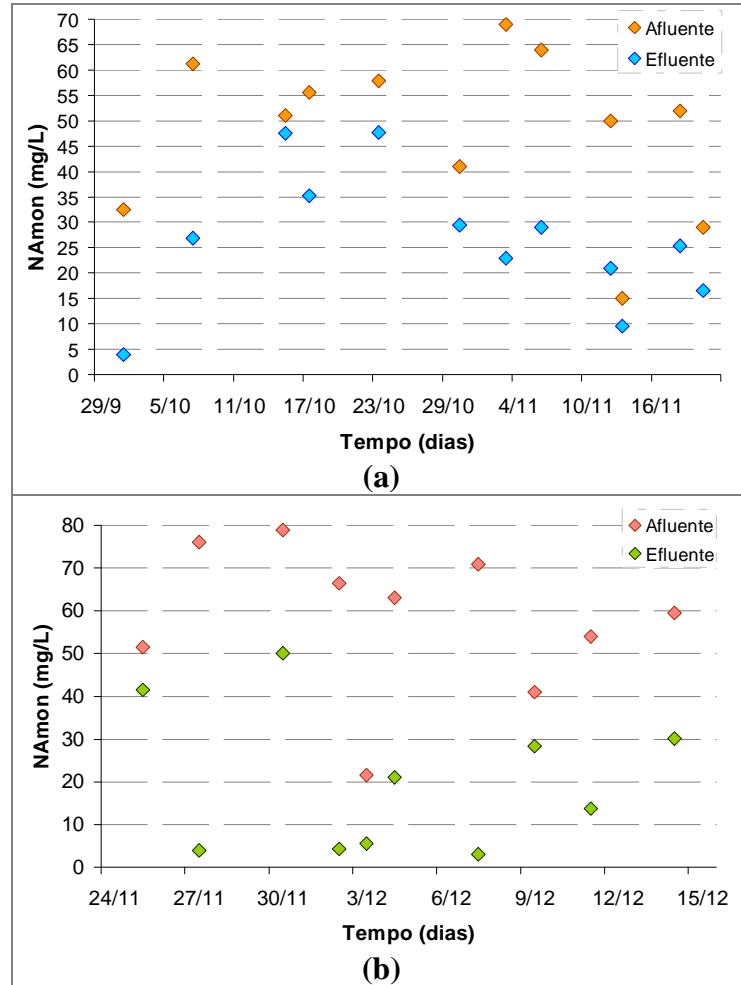 70
65
60
55
50
45
40
35
30
25
20
15
10
5
0
NAmon (mg/L)
Afluente
Efluente
29/9 5/10 11/10 17/10 23/10 29/10 4/11 10/11 16/11
Tempo (dias)
(a)
80
70
60
50
40
30
20
10
0
NAmon (mg/L)
Afluente
Efluente
24/11 27/11 30/11 3/12 6/12 9/12 12/12 15/12
Tempo (dias)
(b)